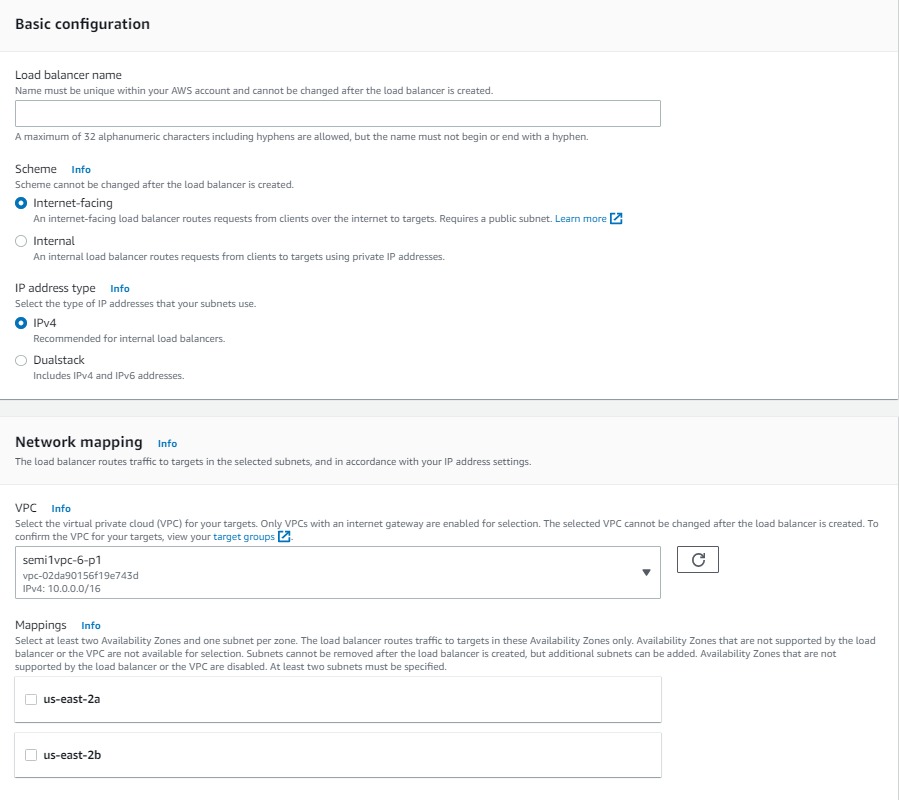 Basic configuration
Load balancer name
Name must be unique within your AWS account and cannot be changed after the load balancer is created.
A maximum of 32 alphanumeric characters including hyphens are allowed, but the name must not begin or end with a hyphen.
Scheme Info
Scheme cannot be changed after the load balancer is created.
Internet-facing
An internet-facing load balancer routes requests from clients over the internet to targets. Requires a public subnet. Learn more
Internal
An internal load balancer routes requests from clients to targets using private IP addresses.
IP address type Info
Select the type of IP addresses that your subnets use.
IPv4
Recommended for internal load balancers.
Dualstack
Includes IPv4 and IPv6 addresses.
Network mapping Info
The load balancer routes traffic to targets in the selected subnets, and in accordance with your IP address settings.
VPC Info
Select the virtual private cloud (VPC) for your targets. Only VPCs with an internet gateway are enabled for selection. The selected VPC cannot be changed after the load balancer is created. To
confirm the VPC for your targets, view your target groups.
semi1vpc-6-p1
vpc-02da90156f19e743d
IPv4: 10.0.0.0/16
Mappings Info
Select at least two Availability Zones and one subnet per zone. The load balancer routes traffic to targets in these Availability Zones only. Availability Zones that are not supported by the load
balancer or the VPC are not available for selection. Subnets cannot be removed after the load balancer is created, but additional subnets can be added. Availability Zones that are not
supported by the load balancer or the VPC are disabled. At least two subnets must be specified.
us-east-2a
us-east-2b